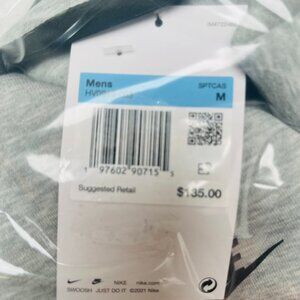 Mens SPTCAS
M
1 97602 90715 5
Suggested Retail $135.00
NIKE nike.com
SWOOSH JUST DO IT ©2021 Nike